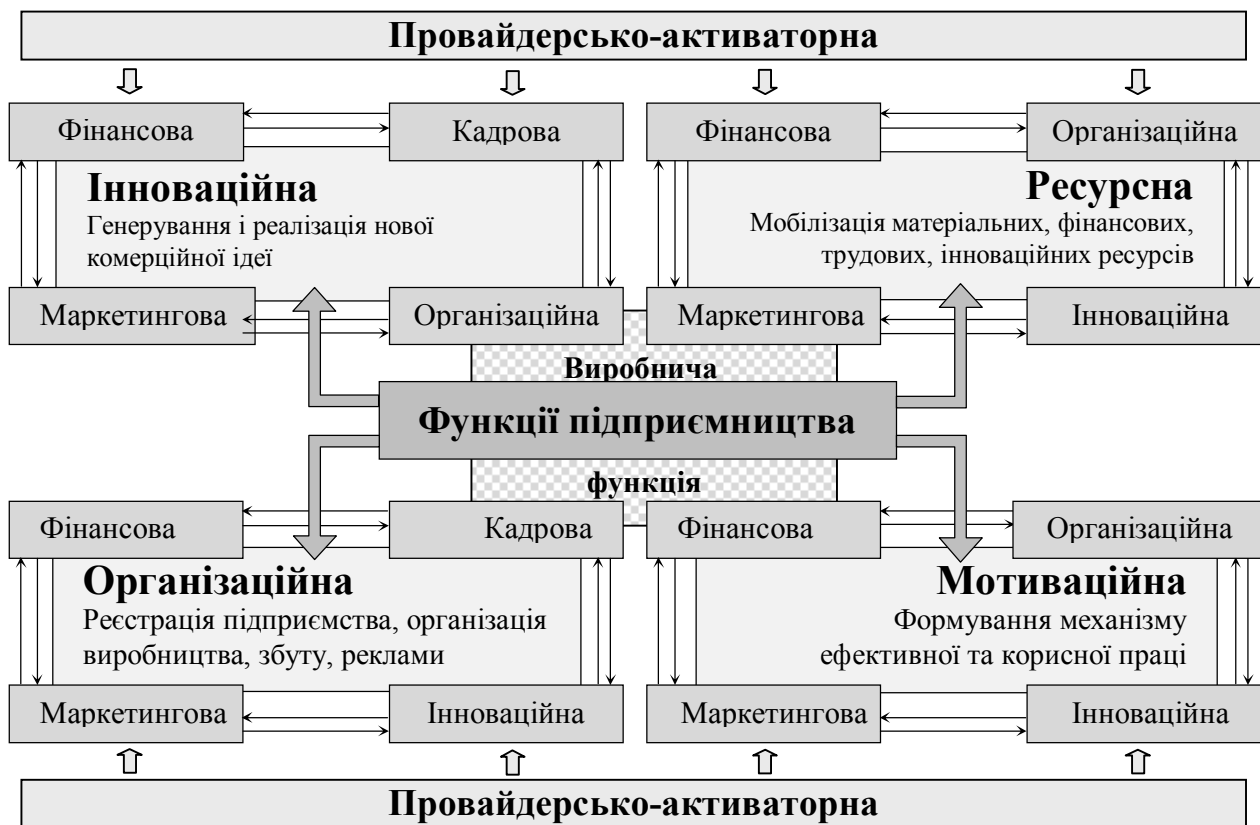 Провайдерсько-активаторна
Фінансова
Кадрова
Фінансова
Організаційна
Інноваційна
Генерування і реалізація нової
комерційної ідеї
Ресурсна
Мобілізація матеріальних, фінансових,
трудових, інноваційних ресурсів
Маркетингова
Організаційна
Маркетингова
Інноваційна
Виробнича
Функції підприємництва
функція
Фінансова
Кадрова
Фінансова
Організаційна
Організаційна
Реєстрація підприємства, організація
виробництва, збуту, реклами
Мотиваційна
Формування механізму
ефективної та корисної праці
Маркетингова
Інноваційна
Маркетингова
Інноваційна
Провайдерсько-активаторна